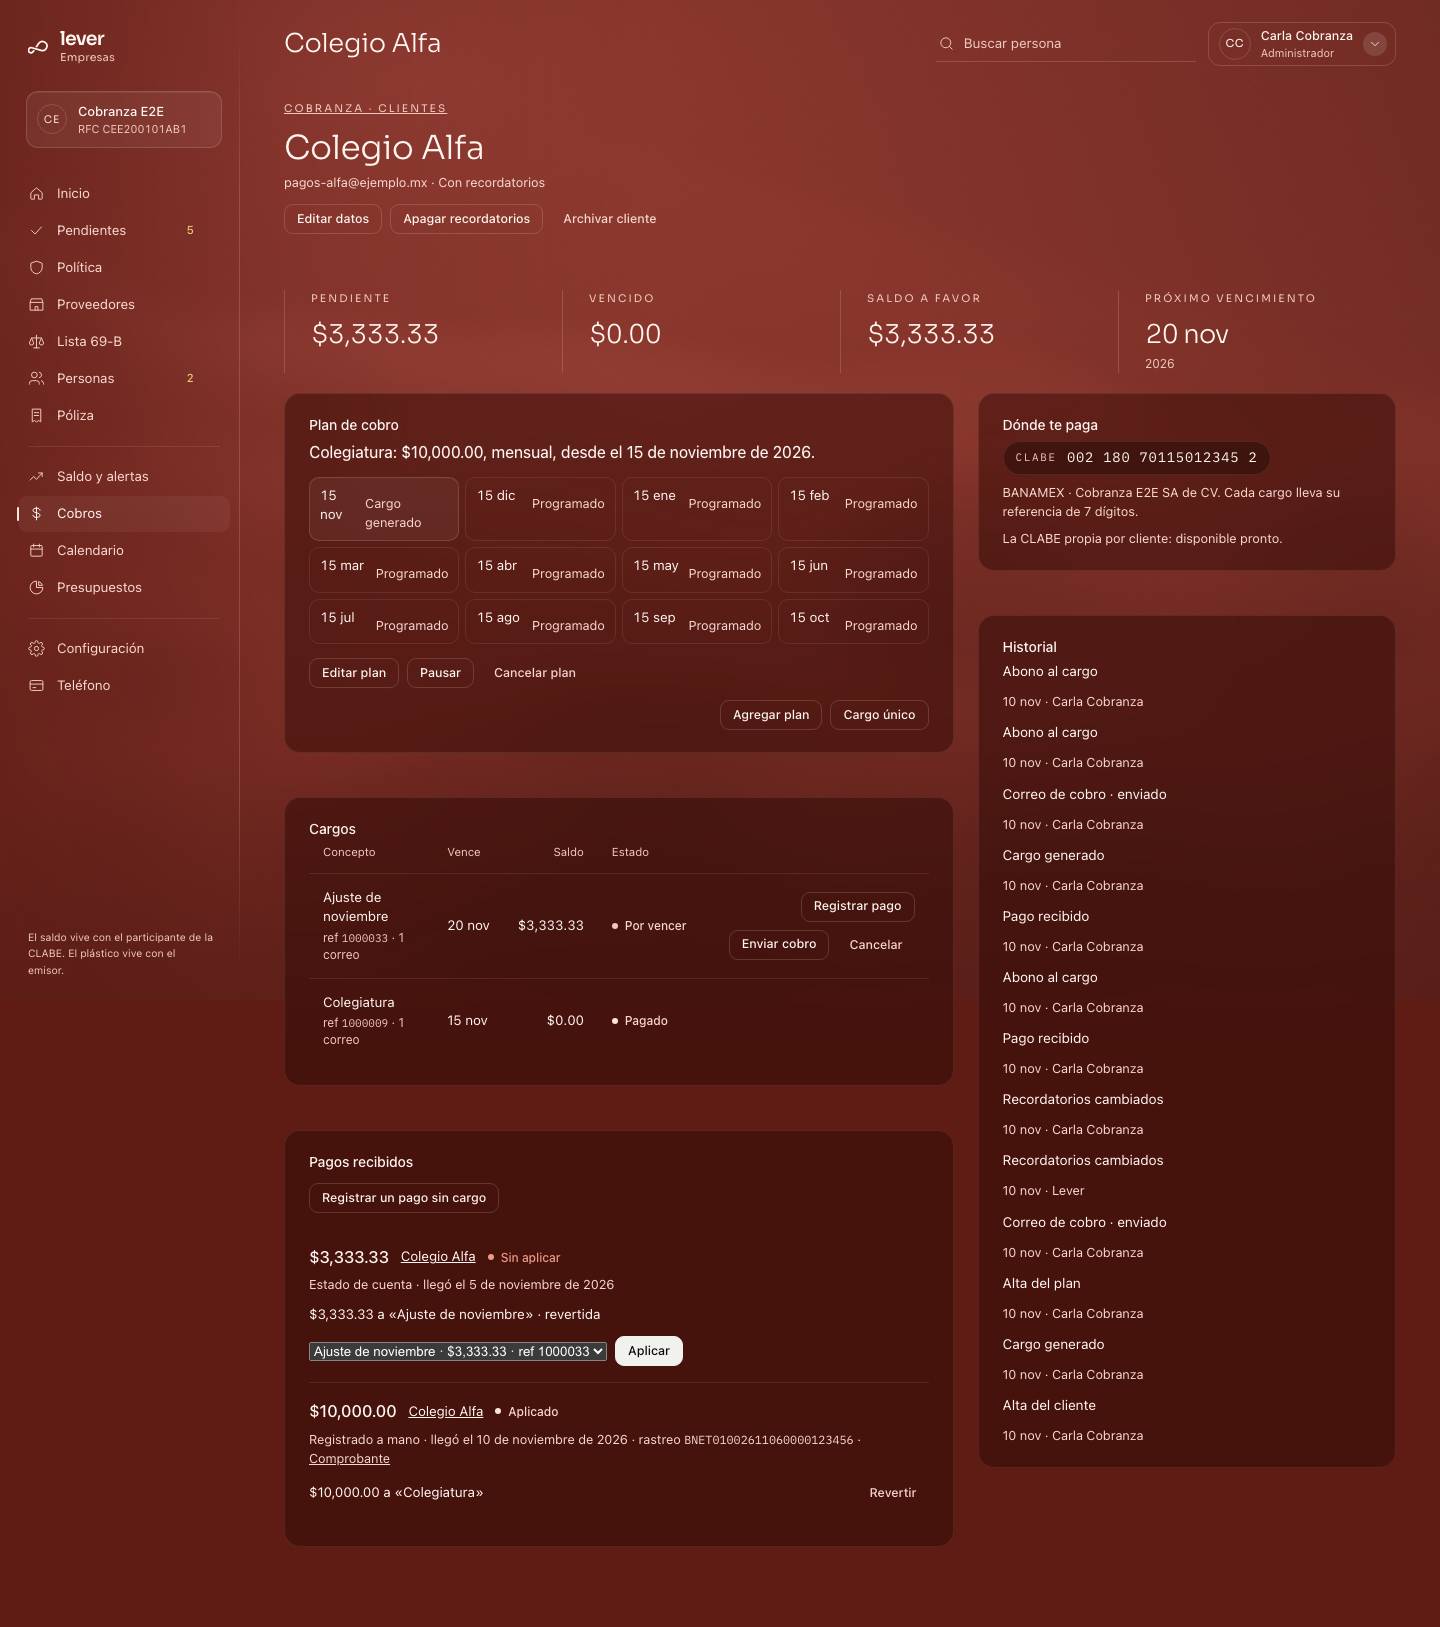 lever
Empresas
CE
Cobranza E2E
RFC CEE200101AB1
Inicio
Pendientes 5
Política
Proveedores
Lista 69-B
Personas 2
Póliza
Saldo y alertas
Cobros
Calendario
Presupuestos
Configuración
Teléfono
El saldo vive con el participante de la
CLABE. El plástico vive con el
emisor.
Colegio Alfa
Buscar persona
CC
Carla Cobranza
Administrador
COBRANZA · CLIENTES
Colegio Alfa
pagos-alfa@ejemplo.mx · Con recordatorios
Editar datos
Apagar recordatorios
Archivar cliente
PENDIENTE
$3,333.33
VENCIDO
$0.00
SALDO A FAVOR
$3,333.33
PRÓXIMO VENCIMIENTO
20 nov
2026
Plan de cobro
Colegiatura: $10,000.00, mensual, desde el 15 de noviembre de 2026.
15
nov
Cargo
generado
15 dic Programado
15 ene Programado
15 feb Programado
15 mar Programado
15 abr Programado
15 may Programado
15 jun Programado
15 jul Programado
15 ago Programado
15 sep Programado
15 oct Programado
Editar plan
Pausar
Cancelar plan
Agregar plan
Cargo único
Cargos
Concepto Vence Saldo Estado
Ajuste de
noviembre
ref 1000033 · 1
correo
20 nov
$3,333.33
Por vencer
Registrar pago
Enviar cobro
Cancelar
Colegiatura
ref 1000009 · 1
correo
15 nov
$0.00
Pagado
Pagos recibidos
Registrar un pago sin cargo
$3,333.33 Colegio Alfa Sin aplicar
Estado de cuenta · llegó el 5 de noviembre de 2026
$3,333.33 a «Ajuste de noviembre» · revertida
Ajuste de noviembre · $3,333.33 · ref 1000033
Aplicar
$10,000.00 Colegio Alfa Aplicado
Registrado a mano · llegó el 10 de noviembre de 2026 · rastreo BNET01002611060000123456 ·
Comprobante
$10,000.00 a «Colegiatura»
Revertir
Dónde te paga
CLABE 002 180 70115012345 2
BANAMEX · Cobranza E2E SA de CV. Cada cargo lleva su
referencia de 7 dígitos.
La CLABE propia por cliente: disponible pronto.
Historial
Abono al cargo
10 nov · Carla Cobranza
Abono al cargo
10 nov · Carla Cobranza
Correo de cobro · enviado
10 nov · Carla Cobranza
Cargo generado
10 nov · Carla Cobranza
Pago recibido
10 nov · Carla Cobranza
Abono al cargo
10 nov · Carla Cobranza
Pago recibido
10 nov · Carla Cobranza
Recordatorios cambiados
10 nov · Carla Cobranza
Recordatorios cambiados
10 nov · Lever
Correo de cobro · enviado
10 nov · Carla Cobranza
Alta del plan
10 nov · Carla Cobranza
Cargo generado
10 nov · Carla Cobranza
Alta del cliente
10 nov · Carla Cobranza